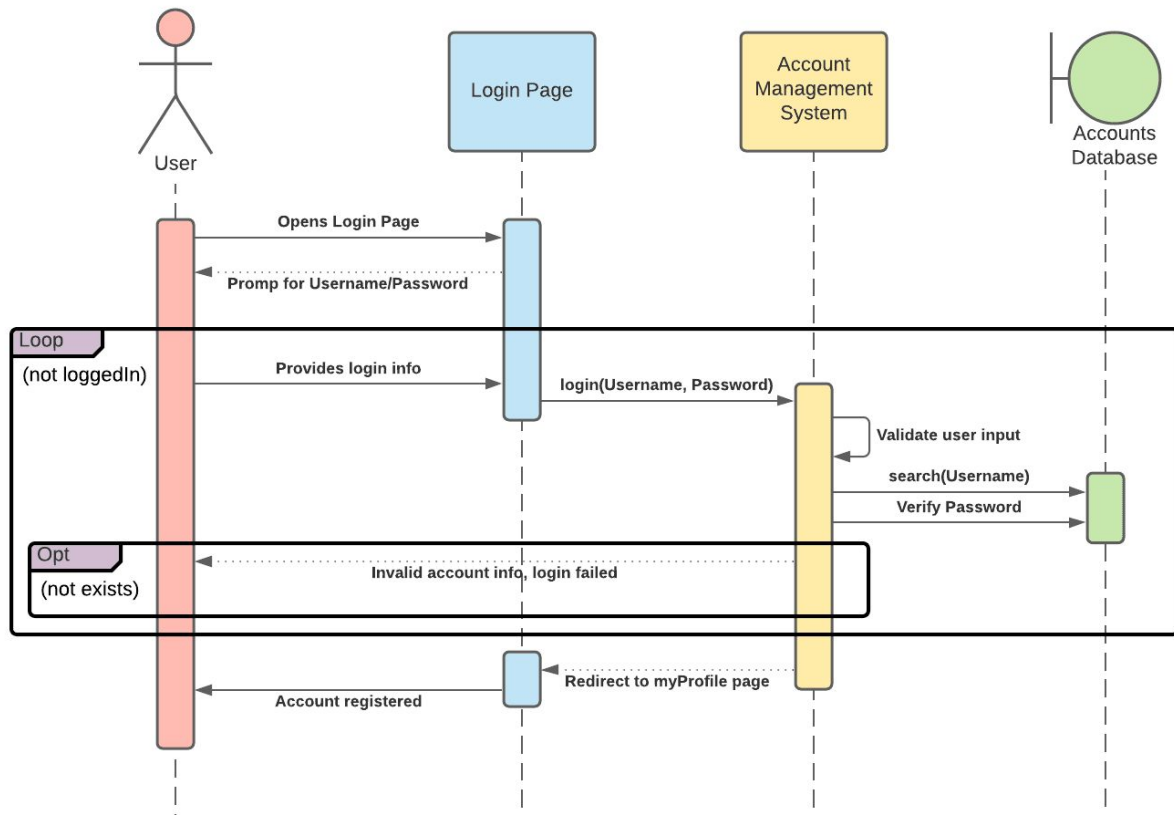 User
Login Page
Account
Management
System
Accounts
Database
Opens Login Page
Promp for Username/Password
Loop
(not loggedIn)
Provides login info
login(Username, Password)
Validate user input
search(Username)
Verify Password
Opt
(not exists)
Invalid account info, login failed
Redirect to myProfile page
Account registered